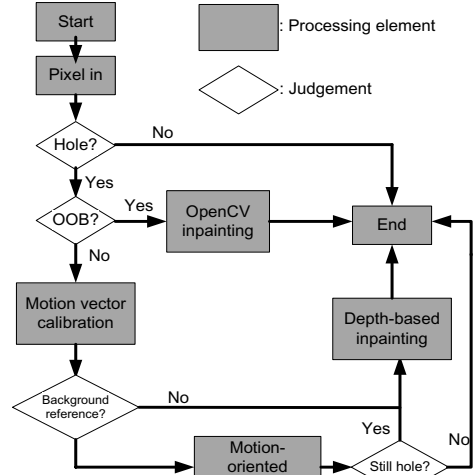 Start
: Processing element
Pixel in
: Judgement
Hole?
No
Yes
OOB?
Yes
OpenCV
inpainting
End
No
Motion vector
calibration
Depth-based
inpainting
Background
reference?
No
Yes
Motion-
oriented
Still hole?
No